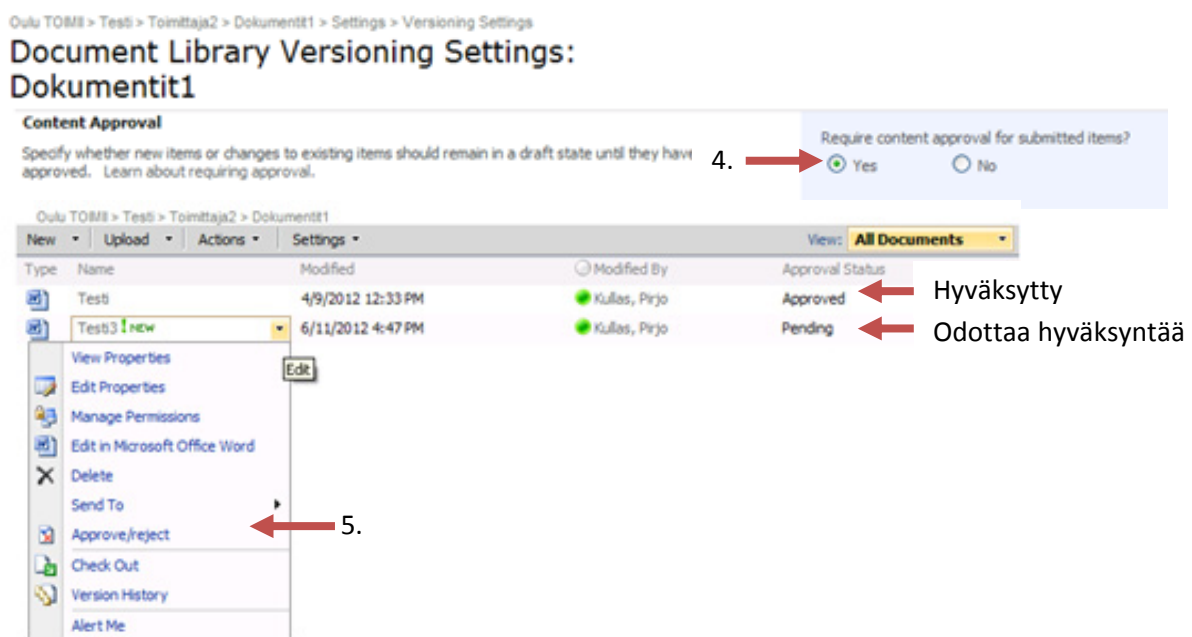 Oulu TOIMII > Testi > Toimittaja2 > Dokumentit1 > Settings > Versioning Settings
Document Library Versioning Settings:
Dokumentit1
Content Approval
Specify whether new items or changes to existing items should remain in a draft state until they have
approved. Learn about requiring approval.
4.
Require content approval for submitted items?
Yes No
Oulu TOIMII > Testi > Toimittaja2 > Dokumentit1
New Upload Actions Settings View: All Documents
Type Name Modified Modified By Approval Status
Testi 4/9/2012 12:33 PM Kullas, Pirjo Approved Hyväksytty
Testi3 ! NEW 6/11/2012 4:47 PM Kullas, Pirjo Pending Odottaa hyväksyntää
View Properties
Edit
Edit Properties
Manage Permissions
Edit in Microsoft Office Word
Delete
Send To
Approve/reject 5.
Check Out
Version History
Alert Me